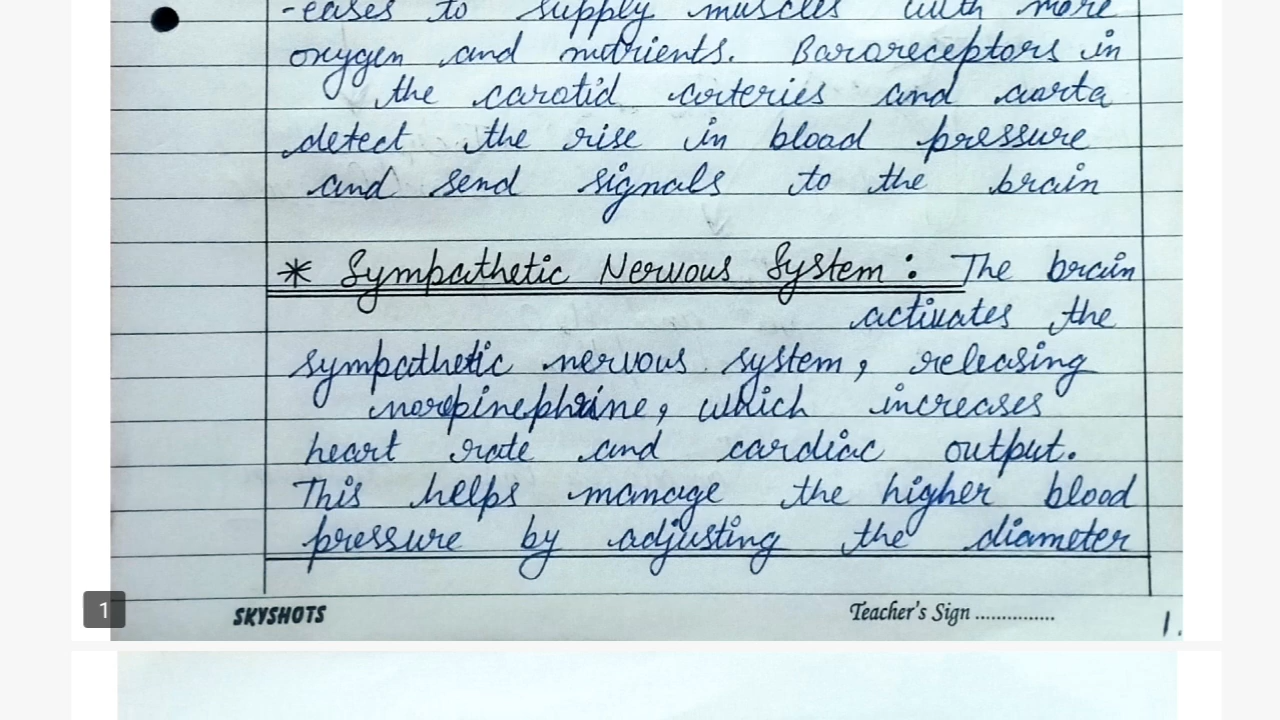 -eases to supply muscles with more
oxygen and nutrients. Baroreceptors in
the carotid arteries and aorta
detect the rise in blood pressure
and send signals to the brain
* Sympathetic Nervous System : The brain
activates the
sympathetic nervous system, releasing
norepinephrine, which increases
heart rate and cardiac output.
This helps manage the higher blood
pressure by adjusting the diameter
1
SKYSHOTS
Teacher's Sign ...............
1.